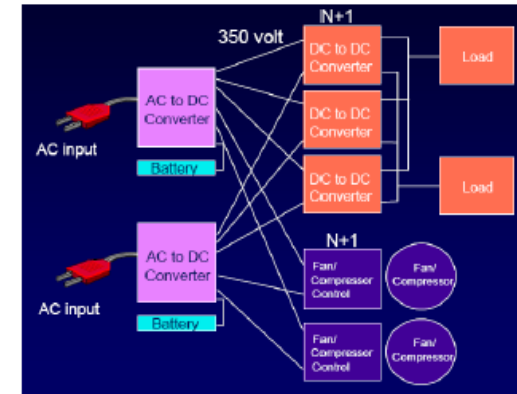 N+1
350 volt
DC to DC
Converter
Load
AC to DC
Converter
AC input
Battery
DC to DC
Converter
DC to DC
Converter
Load
AC to DC
Converter
AC input
Battery
N+1
Fan/
Compressor
Control
Fan/
Compressor
Fan/
Compressor
Control
Fan/
Compressor